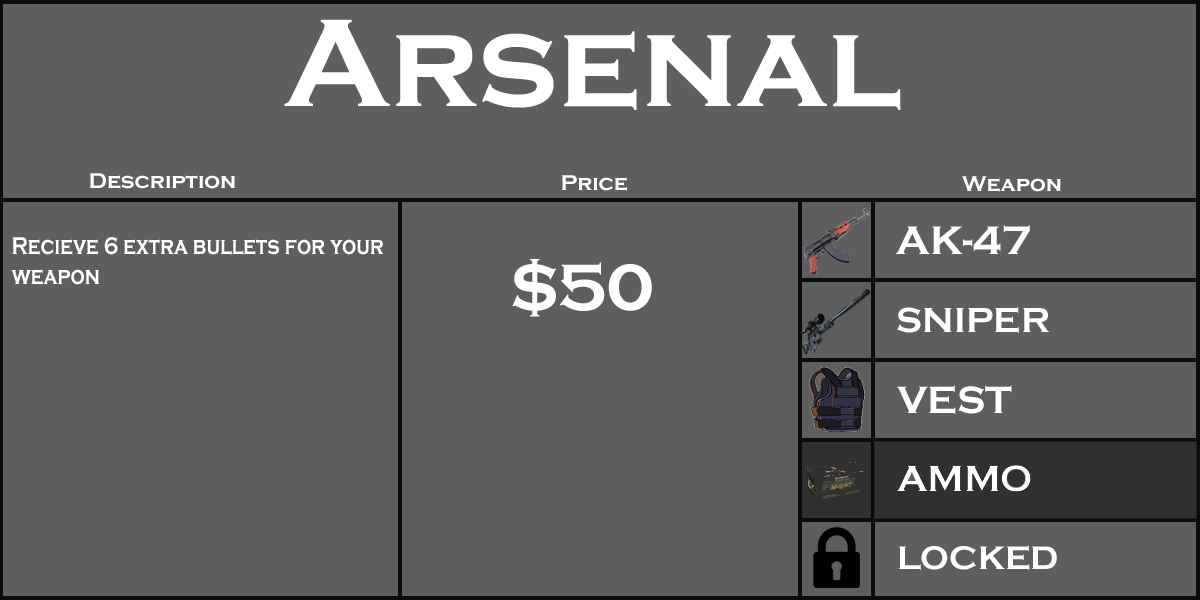 Arsenal
Description
Price
Weapon
Recieve 6 extra bullets for your
weapon
$50
AK-47
SNIPER
VEST
AMMO
LOCKED